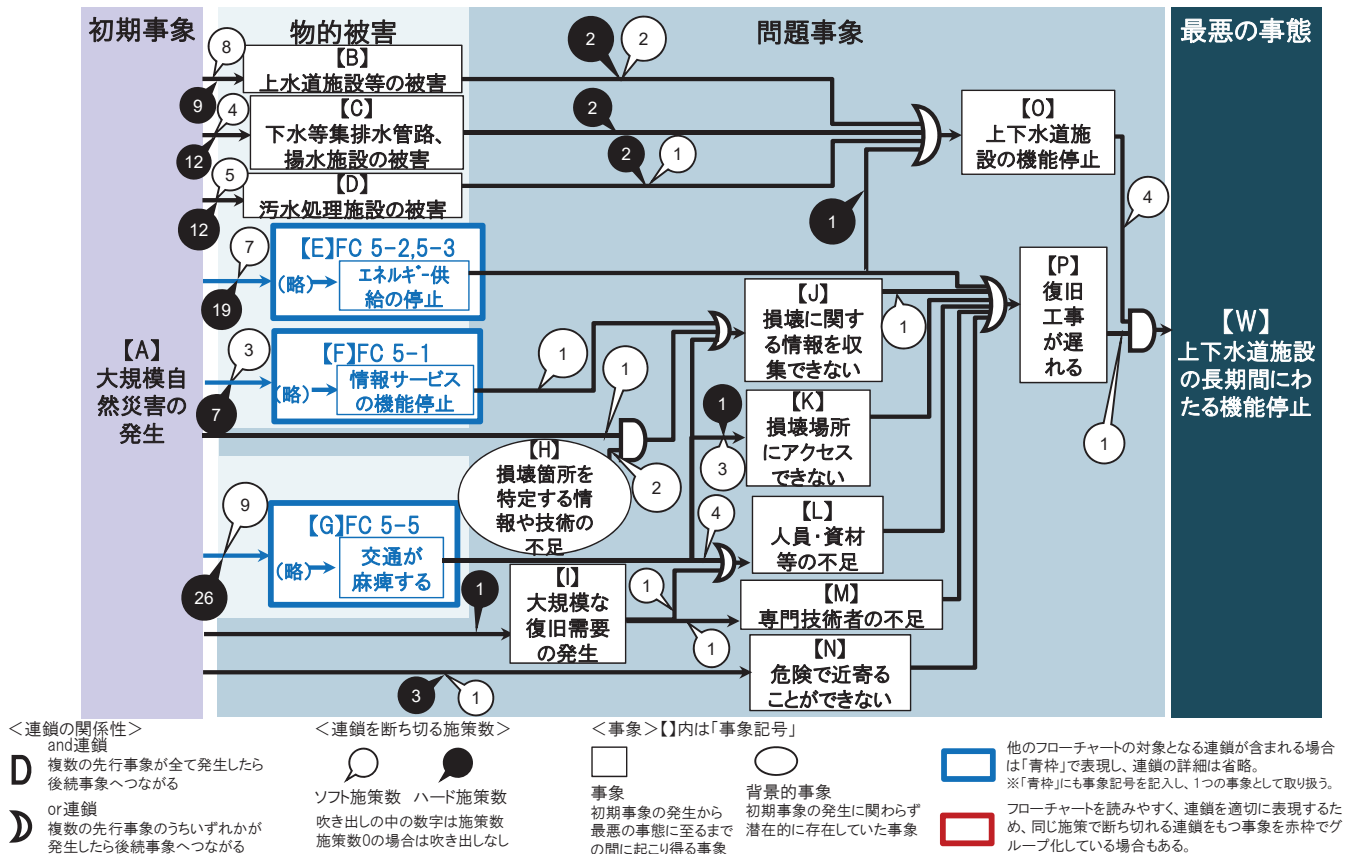 初期事象
物的被害
問題事象
最悪の事態
【A】
大規模自
然災害の
発生
8
9
【B】
上水道施設等の被害
2
2
4
12
【C】
下水等集排水管路、
揚水施設の被害
2
5
12
【D】
汚水処理施設の被害
2
1
7
19
【E】FC 5-2,5-3
(略)
エネルギー供
給の停止
1
3
7
【F】FC 5-1
(略)
情報サービス
の機能停止
1
1
【H】
損壊箇所を
特定する情
報や技術の
不足
2
9
26
【G】FC 5-5
(略)
交通が
麻痺する
1
【I】
大規模な
復旧需要
の発生
1
1
3
1
【J】
損壊に関す
る情報を収
集できない
1
1
3
【K】
損壊場所
にアクセス
できない
4
【L】
人員・資材
等の不足
【M】
専門技術者の不足
【N】
危険で近寄る
ことができない
【O】
上下水道施
設の機能停止
4
【P】
復旧
工事
が遅
れる
1
【W】
上下水道施設
の長期間にわ
たる機能停止
＜連鎖の関係性＞
and連鎖
複数の先行事象が全て発生したら
後続事象へつながる
or連鎖
複数の先行事象のうちいずれかが
発生したら後続事象へつながる
＜連鎖を断ち切る施策数＞
ソフト施策数 ハード施策数
吹き出しの中の数字は施策数
施策数0の場合は吹き出しなし
＜事象＞【】内は「事象記号」
事象
初期事象の発生から
最悪の事態に至るまで
の間に起こり得る事象
背景的事象
初期事象の発生に関わらず
潜在的に存在していた事象
他のフローチャートの対象となる連鎖が含まれる場合
は「青枠」で表現し、連鎖の詳細は省略。
※「青枠」にも事象記号を記入し、1つの事象として取り扱う。
フローチャートを読みやすく、連鎖を適切に表現するた
め、同じ施策で断ち切れる連鎖をもつ事象を赤枠でグ
ループ化している場合もある。